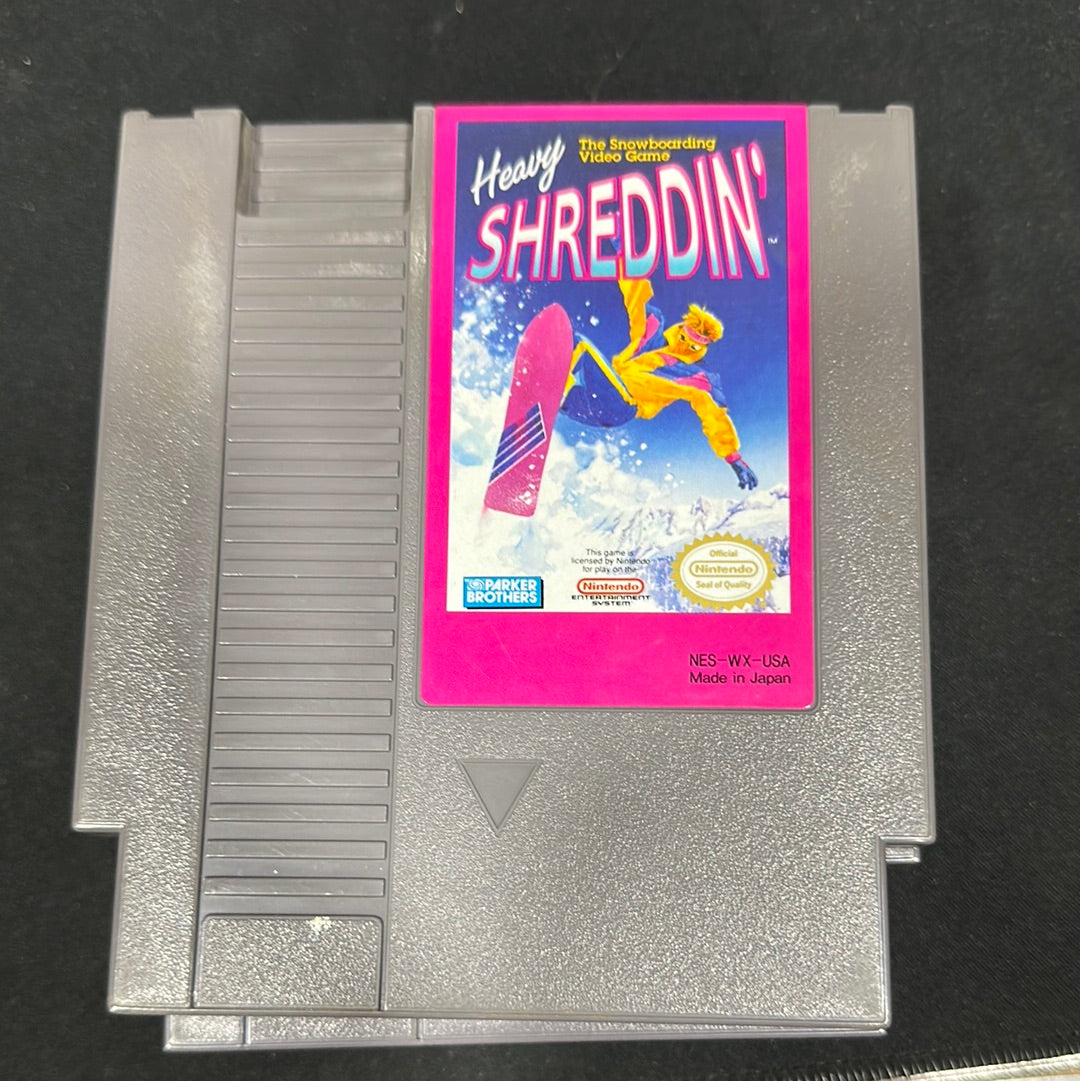 Heavy
The Snowboarding
Video Game
SHREDDIN'
™
This game is
licensed by Nintendo
for play on the
Nintendo
ENTERTAINMENT
SYSTEM
PARKER
BROTHERS
Official
Nintendo
Seal of Quality
NES-WX-USA
Made in Japan